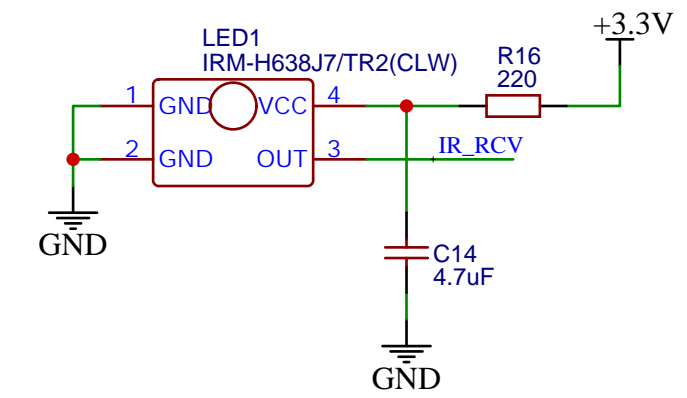 +3.3V
LED1
IRM-H638J7/TR2(CLW)
R16
220
1 GND VCC 4
2 GND OUT 3 IR_RCV
GND
C14
4.7uF
GND